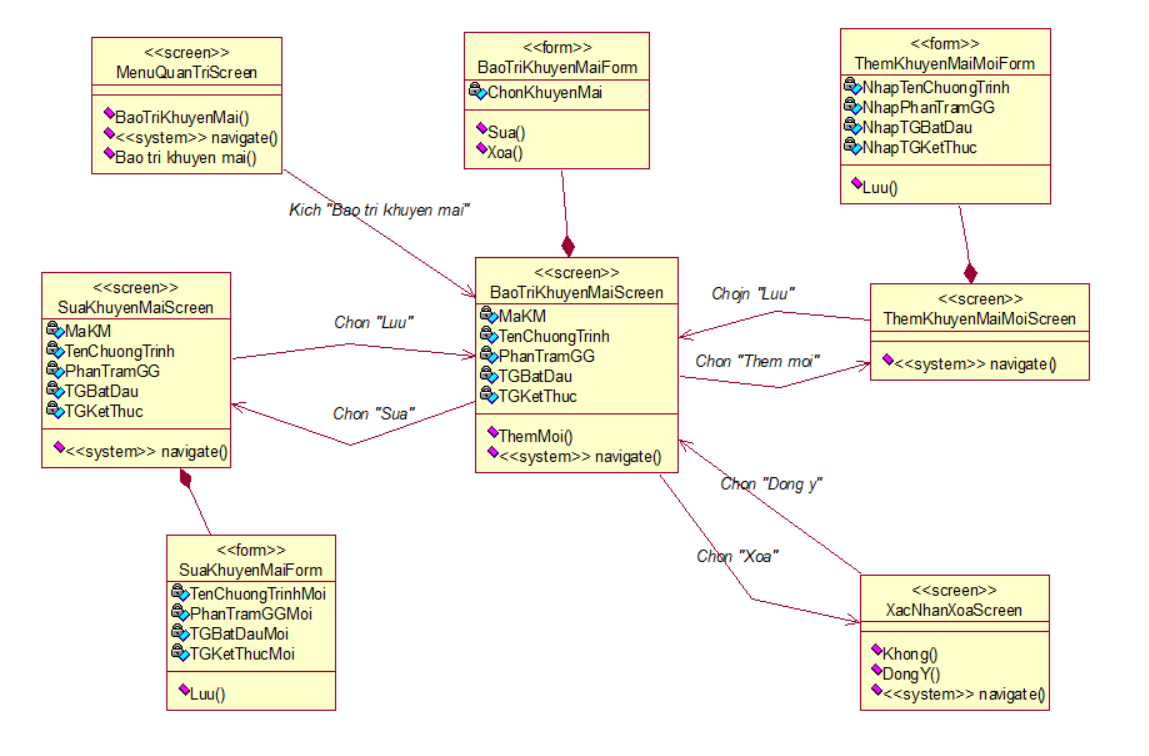 <<screen>>
MenuQuanTriScreen
BaoTriKhuyenMai()
<<system>> navigate()
Bao tri khuyen mai()
<<form>>
BaoTriKhuyenMaiForm
ChonKhuyenMai
Sua()
Xoa()
<<form>>
ThemKhuyenMaiMoiForm
NhapTenChuongTrinh
NhapPhanTramGG
NhapTGBatDau
NhapTGKetThuc
Luu()
Kich "Bao tri khuyen mai"
<<screen>>
SuaKhuyenMaiScreen
MaKM
TenChuongTrinh
PhanTramGG
TGBatDau
TGKetThuc
<<system>> navigate()
Chon "Luu"
Chon "Sua"
<<screen>>
BaoTriKhuyenMaiScreen
MaKM
TenChuongTrinh
PhanTramGG
TGBatDau
TGKetThuc
ThemMoi()
<<system>> navigate()
Chojn "Luu"
Chon "Them moi"
<<screen>>
ThemKhuyenMaiMoiScreen
<<system>> navigate()
Chon "Dong y"
Chon "Xoa"
<<form>>
SuaKhuyenMaiForm
TenChuongTrinhMoi
PhanTramGGMoi
TGBatDauMoi
TGKetThucMoi
Luu()
<<screen>>
XacNhanXoaScreen
Khong()
DongY()
<<system>> navigate()